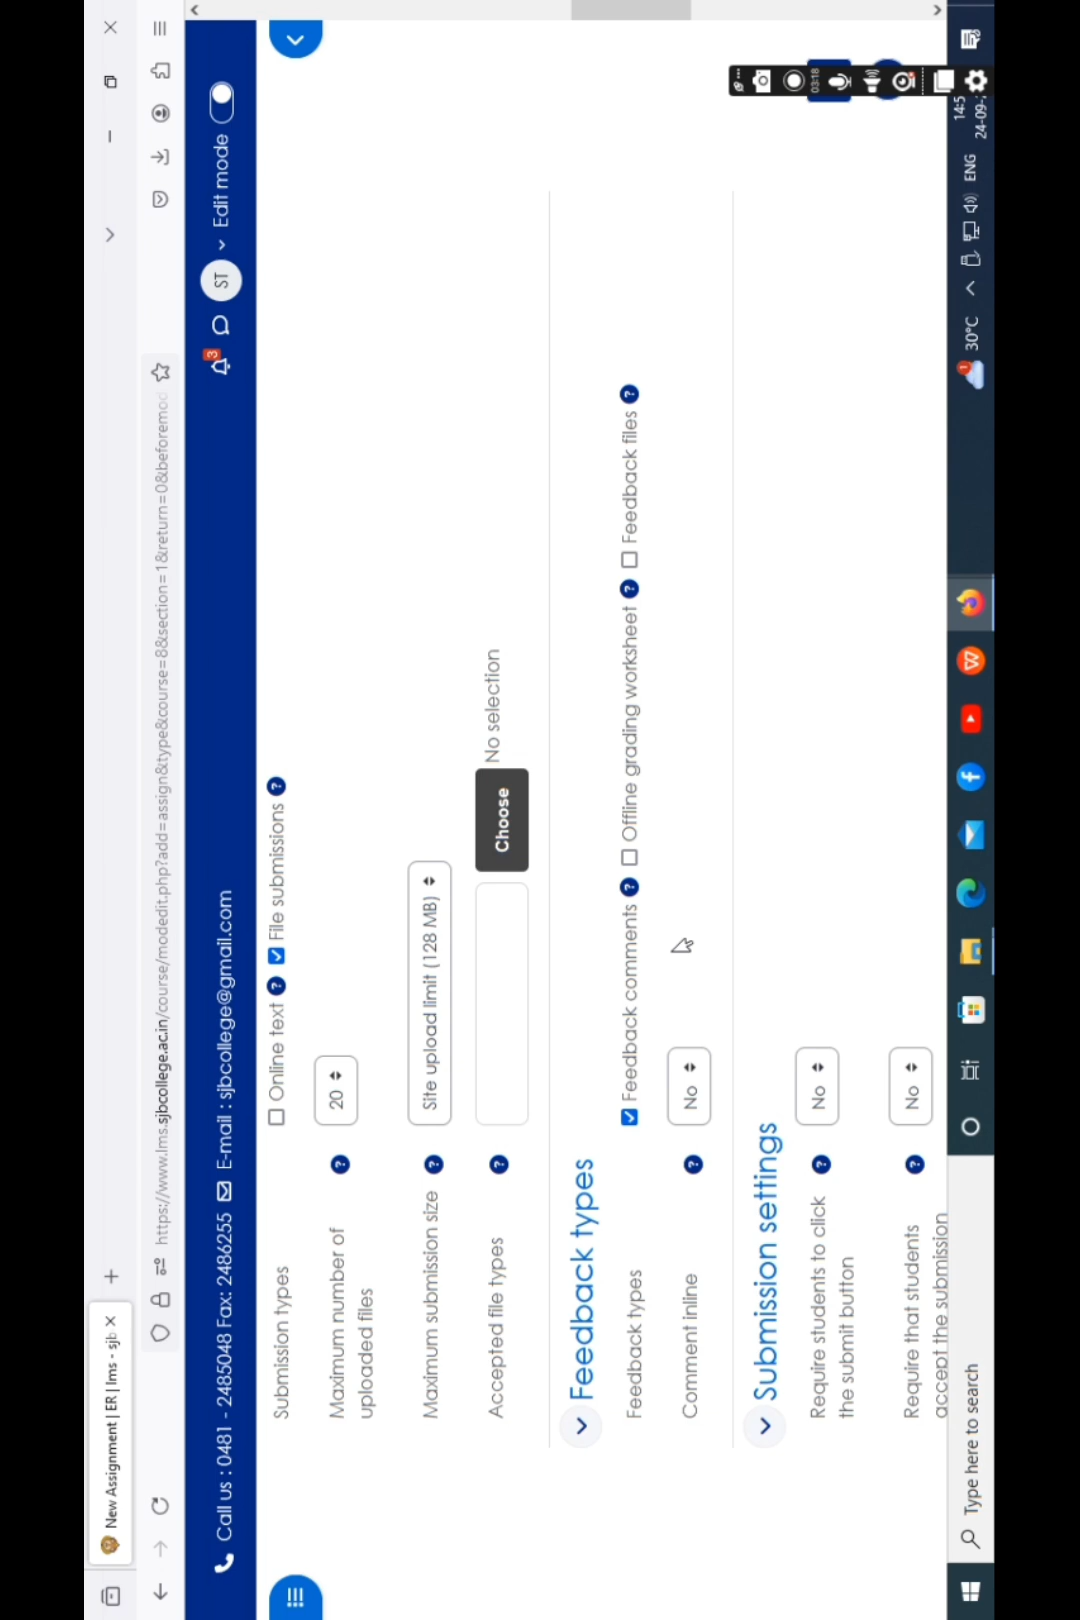 New Assignment | ER | lms - sjb
https://www.lms.sjbcollege.ac.in/course/modedit.php?add=assign&type&course=8&section=1&return=0&beforemod
Call us : 0481 - 2485048 Fax: 2486255 E-mail : sjbcollege@gmail.com
3 ST Edit mode
Submission types Online text ? File submissions ?
Maximum number of
uploaded files ? 20
Maximum submission size ? Site upload limit (128 MB)
Accepted file types ? Choose No selection
Feedback types
Feedback types Feedback comments ? Offline grading worksheet ? Feedback files ?
Comment inline ? No
Submission settings
Require students to click
the submit button ? No
Require that students
accept the submission ? No
03:18
Type here to search
1 30°C ENG
14:5
24-09-